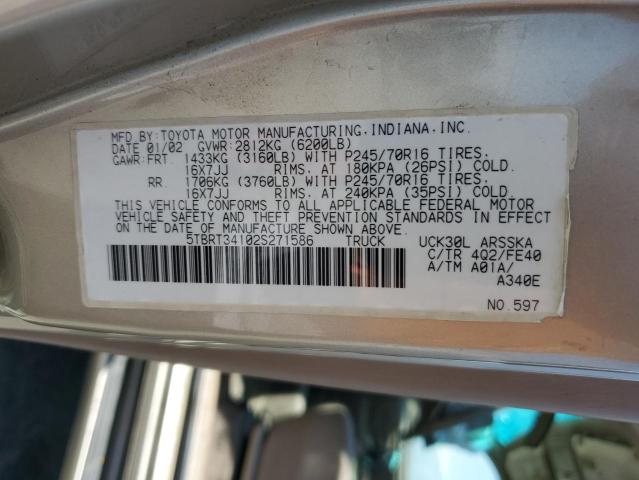 MFD.BY:TOYOTA MOTOR MANUFACTURING,INDIANA,INC.
DATE 01/02 GVWR:2812KG (6200LB)
GAWR:FRT. 1433KG (3160LB) WITH P245/70R16 TIRES.
16X7JJ RIMS. AT 180KPA (26PSI) COLD.
RR. 1706KG (3760LB) WITH P245/70R16 TIRES.
16X7JJ RIMS. AT 240KPA (35PSI) COLD.
THIS VEHICLE CONFORMS TO ALL APPLICABLE FEDERAL MOTOR
VEHICLE SAFETY AND THEFT PREVENTION STANDARDS IN EFFECT
ON THE DATE OF MANUFACTURE SHOWN ABOVE.
5TBRT34102S271586 TRUCK UCK30L ARSSKA
C/TR 4Q2/FE40
A/TM A01A/
A340E
NO.597